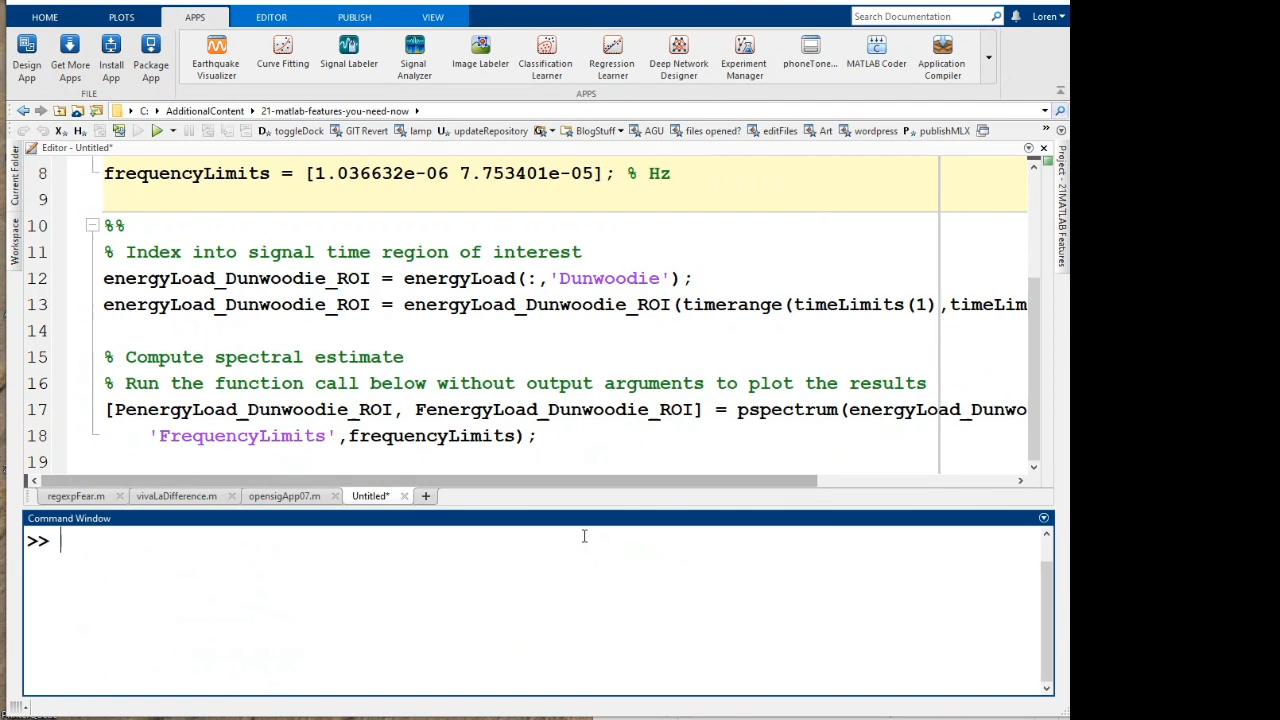 HOME PLOTS APPS EDITOR PUBLISH VIEW Search Documentation Loren
Design App Get More Apps Install App Package App Earthquake Visualizer Curve Fitting Signal Labeler Signal Analyzer Image Labeler Classification Learner Regression Learner Deep Network Designer Experiment Manager phoneTone... MATLAB Coder Application Compiler
FILE APPS
C: AdditionalContent 21-matlab-features-you-need-now
toggleDock GIT Revert lamp updateRepository BlogStuff AGU files opened? editFiles Art wordpress publishMLX
Editor - Untitled*
Current Folder
Workspace
Project - 21MATLAB Features
8 frequencyLimits = [1.036632e-06 7.753401e-05]; % Hz
9
10 %%
11 % Index into signal time region of interest
12 energyLoad_Dunwoodie_ROI = energyLoad(:,'Dunwoodie');
13 energyLoad_Dunwoodie_ROI = energyLoad_Dunwoodie_ROI(timerange(timeLimits(1),timeLim
14
15 % Compute spectral estimate
16 % Run the function call below without output arguments to plot the results
17 [PenergyLoad_Dunwoodie_ROI, FenergyLoad_Dunwoodie_ROI] = pspectrum(energyLoad_Dunwo
18 'FrequencyLimits',frequencyLimits);
19
regexpFear.m vivaLaDifference.m opensigApp07.m Untitled* +
Command Window
>>